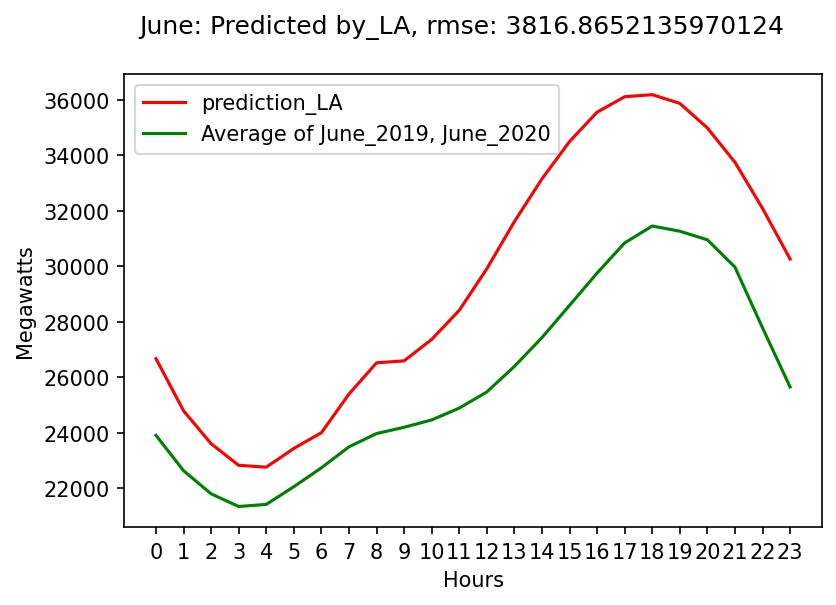 June: Predicted by_LA, rmse: 3816.8652135970124
prediction_LA
Average of June_2019, June_2020
36000
34000
32000
30000
28000
26000
24000
22000
Megawatts
0 1 2 3 4 5 6 7 8 9 10 11 12 13 14 15 16 17 18 19 20 21 22 23
Hours